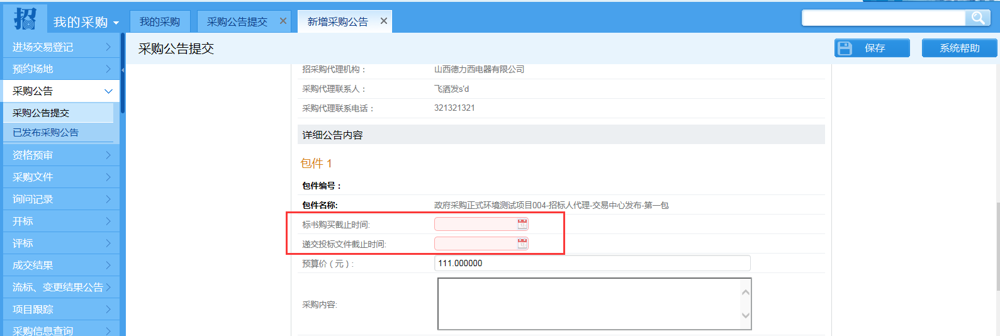 招
我的采购
我的采购
采购公告提交
新增采购公告
进场交易登记
预约场地
采购公告
采购公告提交
已发布采购公告
资格预审
采购文件
询问记录
开标
评标
成交结果
流标、变更结果公告
项目跟踪
采购信息查询
采购公告提交
保存
系统帮助
招采购代理机构： 山西德力西电器有限公司
采购代理联系人： 飞洒发s'd
采购代理联系电话： 321321321
详细公告内容
包件 1
包件编号：
包件名称: 政府采购正式环境测试项目004-招标人代理-交易中心发布-第一包
标书购买截止时间:
递交投标文件截止时间:
预算价（元）: 111.000000
采购内容: